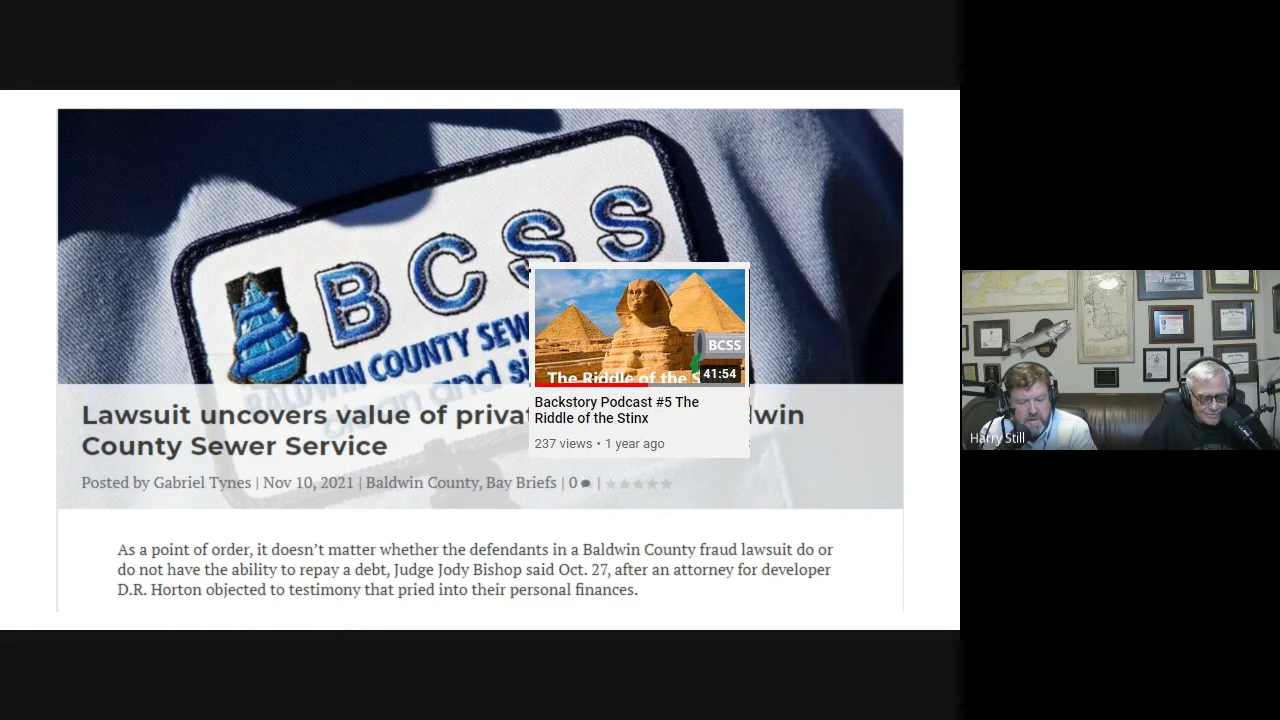 BCSS
BALDWIN COUNTY SEW
and si
Lawsuit uncovers value of privat
dwin
County Sewer Service
Posted by Gabriel Tynes | Nov 10, 2021 | Baldwin County, Bay Briefs | 0 |
As a point of order, it doesn’t matter whether the defendants in a Baldwin County fraud lawsuit do or
do not have the ability to repay a debt, Judge Jody Bishop said Oct. 27, after an attorney for developer
D.R. Horton objected to testimony that pried into their personal finances.
BCSS
The Riddle of the S
41:54
Backstory Podcast #5 The
Riddle of the Stinx
237 views • 1 year ago
Harry Still